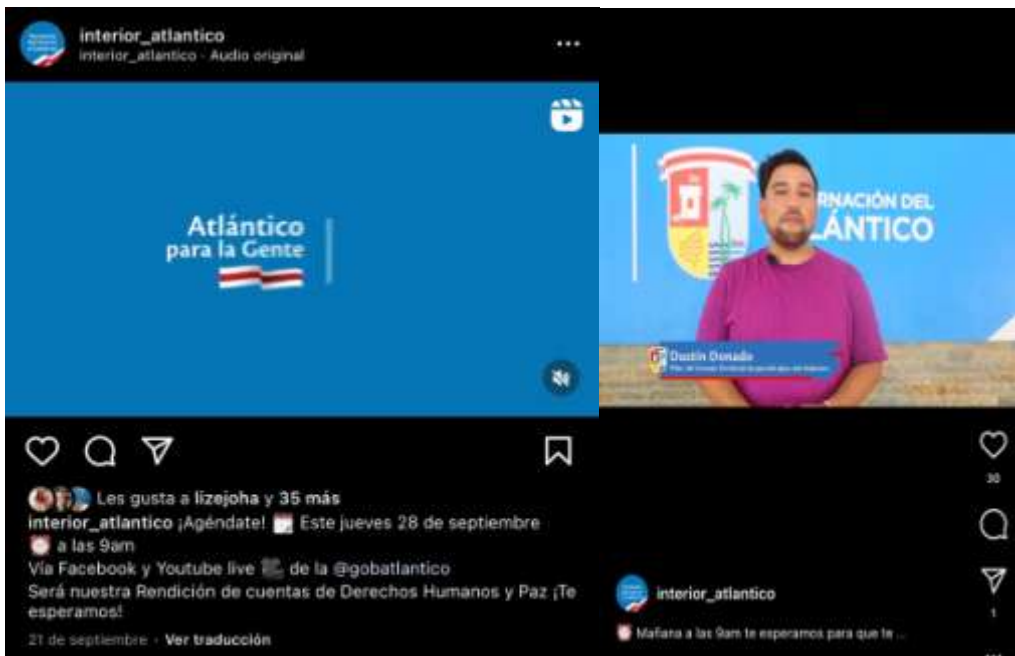 interior_atlantico
interior_atlantico · Audio original
Atlántico
para la Gente
Les gusta a lizejoha y 35 más
interior_atlantico ¡Agéndate! Este jueves 28 de septiembre
a las 9am
Vía Facebook y Youtube live de la @gobatlantico
Será nuestra Rendición de cuentas de Derechos Humanos y Paz ¡Te
esperamos!
21 de septiembre · Ver traducción
RNACIÓN DEL
LÁNTICO
Dustin Donado
30
1
interior_atlantico
Mañana a las 9am te esperamos para que te ...